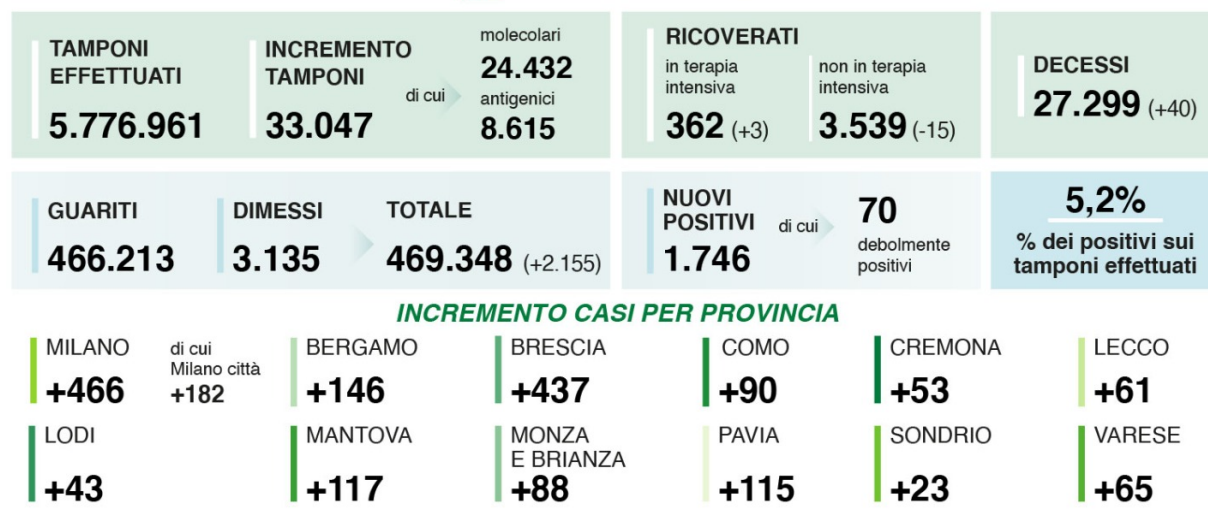 TAMPONI
EFFETTUATI
5.776.961
INCREMENTO
TAMPONI
33.047
di cui
molecolari
24.432
antigenici
8.615
RICOVERATI
in terapia
intensiva
362 (+3)
non in terapia
intensiva
3.539 (-15)
DECESSI
27.299 (+40)
GUARITI
466.213
DIMESSI
3.135
TOTALE
469.348 (+2.155)
NUOVI
POSITIVI
1.746
di cui
70
debolmente
positivi
5,2%
% dei positivi sui
tamponi effettuati
INCREMENTO CASI PER PROVINCIA
MILANO
+466
di cui
Milano città
+182
BERGAMO
+146
BRESCIA
+437
COMO
+90
CREMONA
+53
LECCO
+61
LODI
+43
MANTOVA
+117
MONZA
E BRIANZA
+88
PAVIA
+115
SONDRIO
+23
VARESE
+65